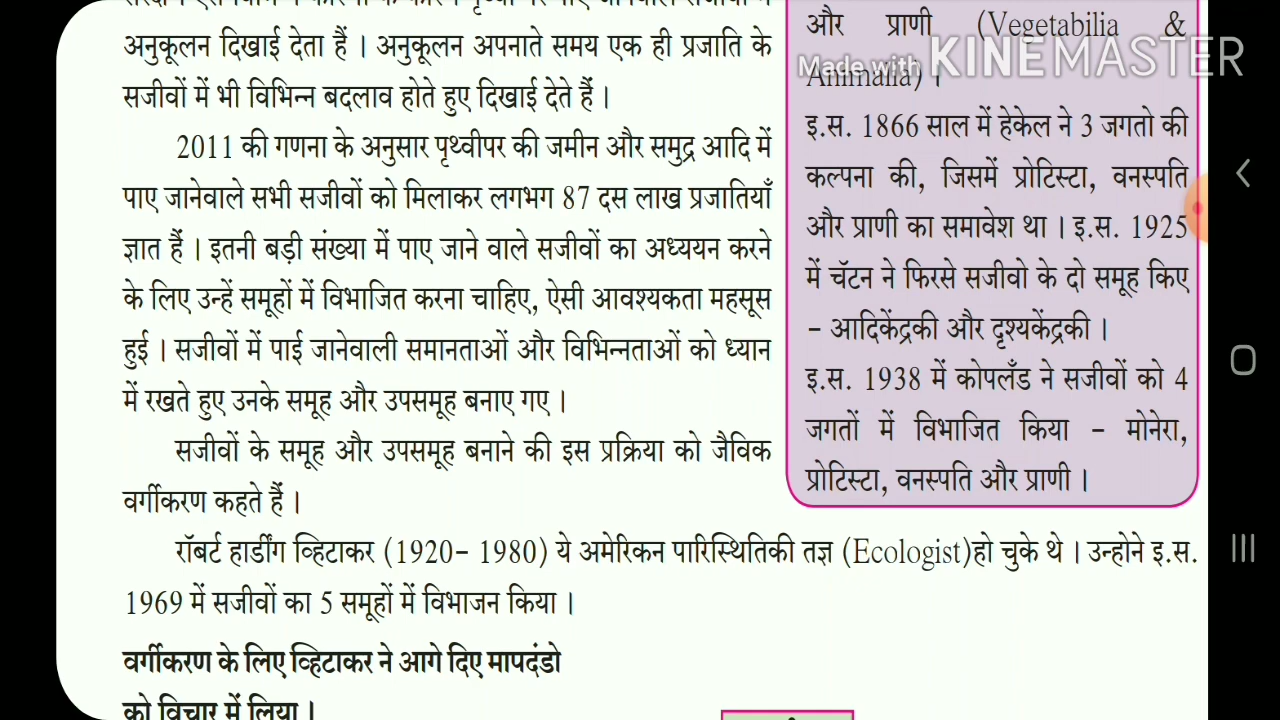 अनुकूलन दिखाई देता हैं । अनुकूलन अपनाते समय एक ही प्रजाति के
सजीवों में भी विभिन्न बदलाव होते हुए दिखाई देते हैं ।
2011 की गणना के अनुसार पृथ्वीपर की जमीन और समुद्र आदि में
पाए जानेवाले सभी सजीवों को मिलाकर लगभग 87 दस लाख प्रजातियाँ
ज्ञात हैं । इतनी बड़ी संख्या में पाए जाने वाले सजीवों का अध्ययन करने
के लिए उन्हें समूहों में विभाजित करना चाहिए, ऐसी आवश्यकता महसूस
हुई । सजीवों में पाई जानेवाली समानताओं और विभिन्नताओं को ध्यान
में रखते हुए उनके समूह और उपसमूह बनाए गए ।
सजीवों के समूह और उपसमूह बनाने की इस प्रक्रिया को जैविक
वर्गीकरण कहते हैं ।
और प्राणी (Vegetabilia &
Animalia) ।
Made with KINEMASTER
इ.स. 1866 साल में हेकेल ने 3 जगतो की
कल्पना की, जिसमें प्रोटिस्टा, वनस्पति
और प्राणी का समावेश था । इ.स. 1925
में चॅटन ने फिरसे सजीवो के दो समूह किए
– आदिकेंद्रकी और दृश्यकेंद्रकी ।
इ.स. 1938 में कोपलँड ने सजीवों को 4
जगतों में विभाजित किया – मोनेरा,
प्रोटिस्टा, वनस्पति और प्राणी ।
रॉबर्ट हार्डींग व्हिटाकर (1920– 1980) ये अमेरिकन पारिस्थितिकी तज्ञ (Ecologist)हो चुके थे । उन्होने इ.स.
1969 में सजीवों का 5 समूहों में विभाजन किया ।
वर्गीकरण के लिए व्हिटाकर ने आगे दिए मापदंडो
को विचार में लिया ।